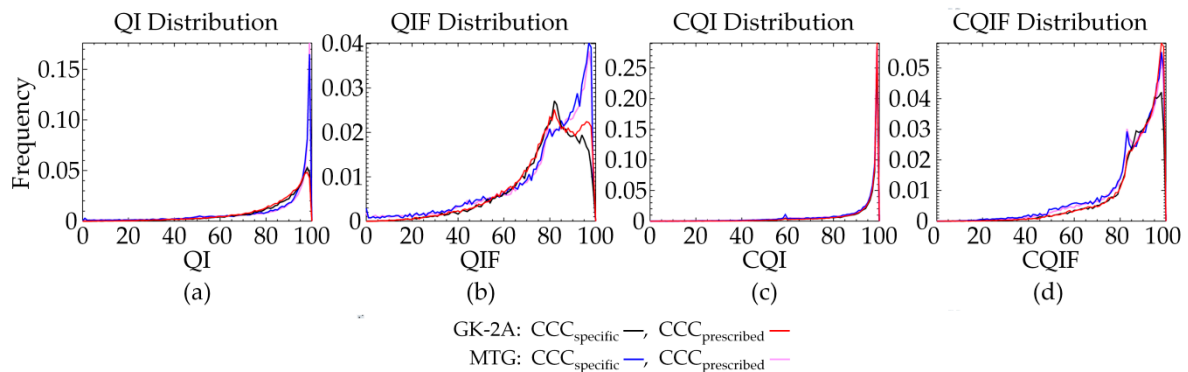 QI Distribution
QIF Distribution
CQI Distribution
CQIF Distribution
Frequency
0.15
0.10
0.05
0
0.04
0.03
0.02
0.01
0
0.25
0.20
0.15
0.10
0.05
0.00
0.05
0.04
0.03
0.02
0.01
0
0 20 40 60 80 100
0 20 40 60 80 100
0 20 40 60 80 100
0 20 40 60 80 100
QI
QIF
CQI
CQIF
(a)
(b)
(c)
(d)
GK-2A: CCCspecific, CCCprescribed
MTG: CCCspecific, CCCprescribed